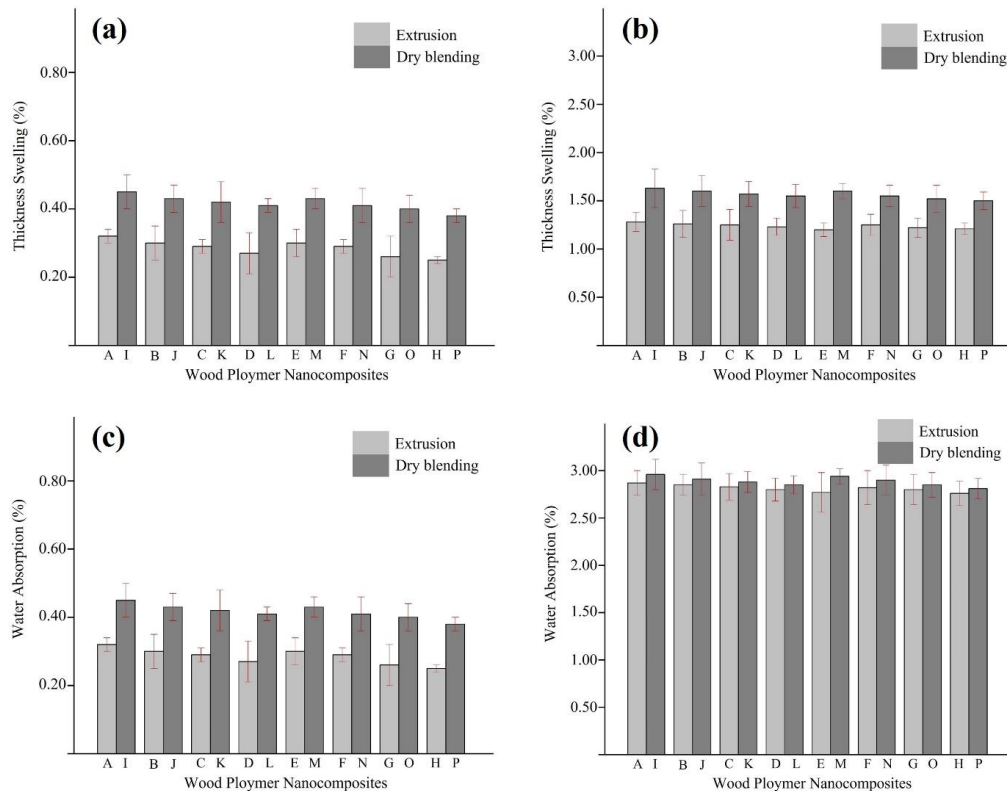 (a)
Extrusion
Dry blending
Thickness Swelling (%)
0.80
0.60
0.40
0.20
A I B J C K D L E M F N G O H P
Wood Ploymer Nanocomposites
(b)
Extrusion
Dry blending
Thickness Swelling (%)
3.00
2.50
2.00
1.50
1.00
0.50
A I B J C K D L E M F N G O H P
Wood Ploymer Nanocomposites
(c)
Extrusion
Dry blending
Water Absorption (%)
0.80
0.60
0.40
0.20
A I B J C K D L E M F N G O H P
Wood Ploymer Nanocomposites
(d)
Extrusion
Dry blending
Water Absorption (%)
3.00
2.50
2.00
1.50
1.00
0.50
A I B J C K D L E M F N G O H P
Wood Ploymer Nanocomposites